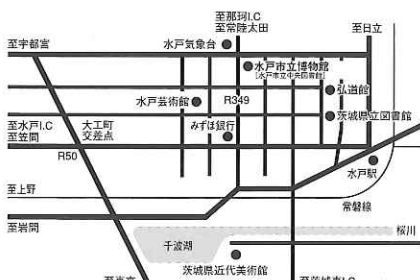 至那珂I.C
至常陸太田
至日立
至宇都宮
水戸気象台
水戸市立博物館
[水戸市立中央図書館]
弘道館
水戸芸術館
R349
茨城県立図書館
みずほ銀行
至水戸I.C
至笠間
大工町
交差点
R50
水戸駅
至上野
常磐線
至岩間
桜川
千波湖
茨城県近代美術館